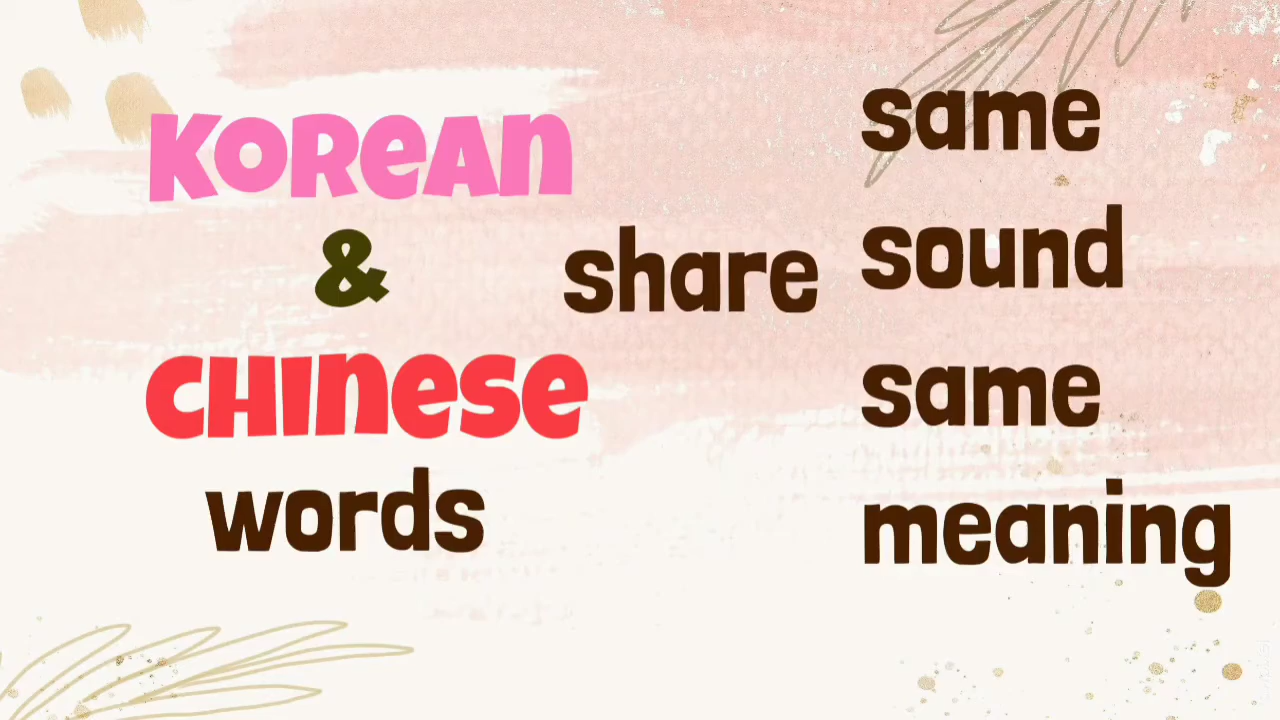 Korean
&
Chinese
words
share
same
sound
same
meaning